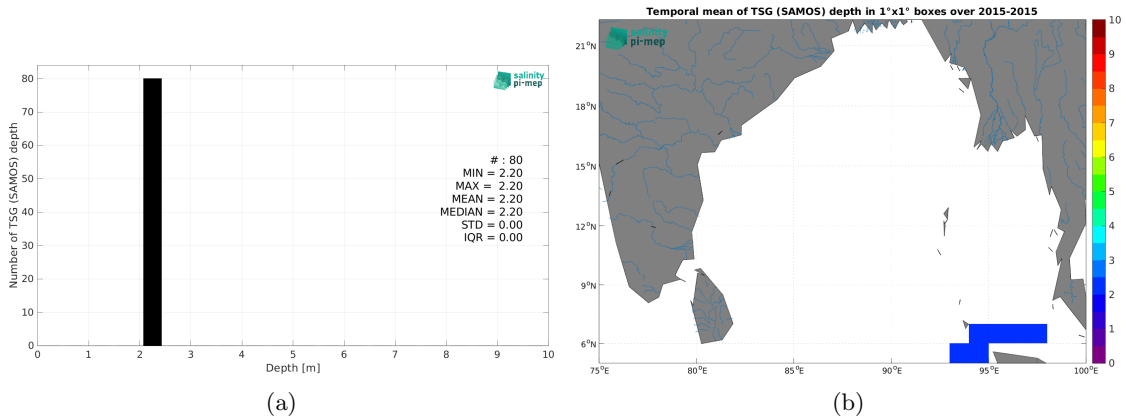 salinity
pi-mep
80
70
60
50
40
30
20
10
0
Number of TSG (SAMOS) depth
# : 80
MIN = 2.20
MAX = 2.20
MEAN = 2.20
MEDIAN = 2.20
STD = 0.00
IQR = 0.00
0 1 2 3 4 5 6 7 8 9 10
Depth [m]
(a)
Temporal mean of TSG (SAMOS) depth in 1°x1° boxes over 2015-2015
salinity
pi-mep
21°N
18°N
15°N
12°N
9°N
6°N
75°E 80°E 85°E 90°E 95°E 100°E
10
9
8
7
6
5
4
3
2
1
0
(b)